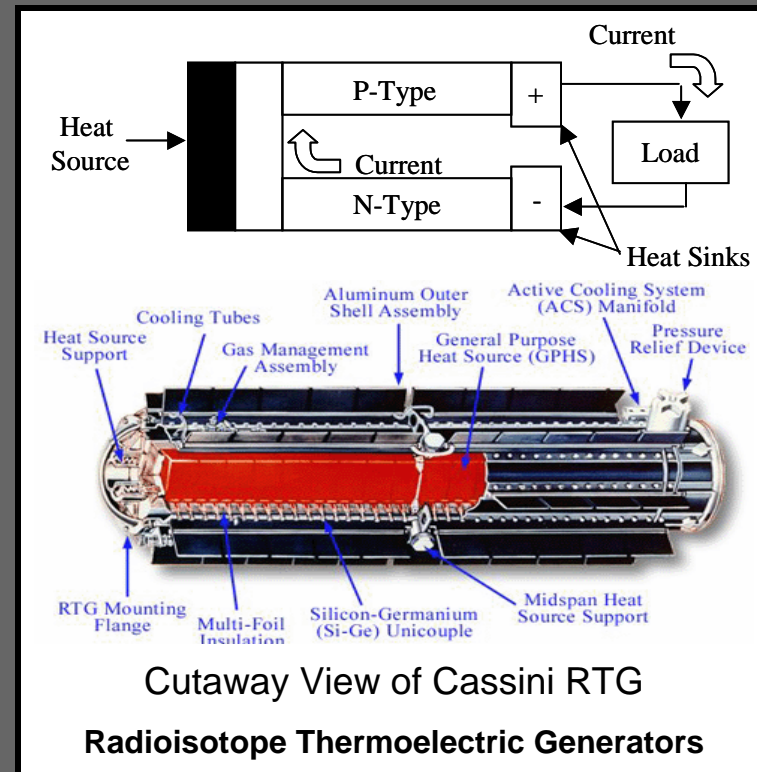 Current
P-Type
+
Heat
Source
Load
Current
N-Type
-
Heat Sinks
Cooling Tubes
Aluminum Outer
Shell Assembly
Active Cooling System
(ACS) Manifold
Heat Source
Support
Gas Management
Assembly
General Purpose
Heat Source (GPHS)
Pressure
Relief Device
RTG Mounting
Flange
Multi-Foil
Insulation
Silicon-Germanium
(Si-Ge) Unicouple
Midspan Heat
Source Support
Cutaway View of Cassini RTG
Radioisotope Thermoelectric Generators